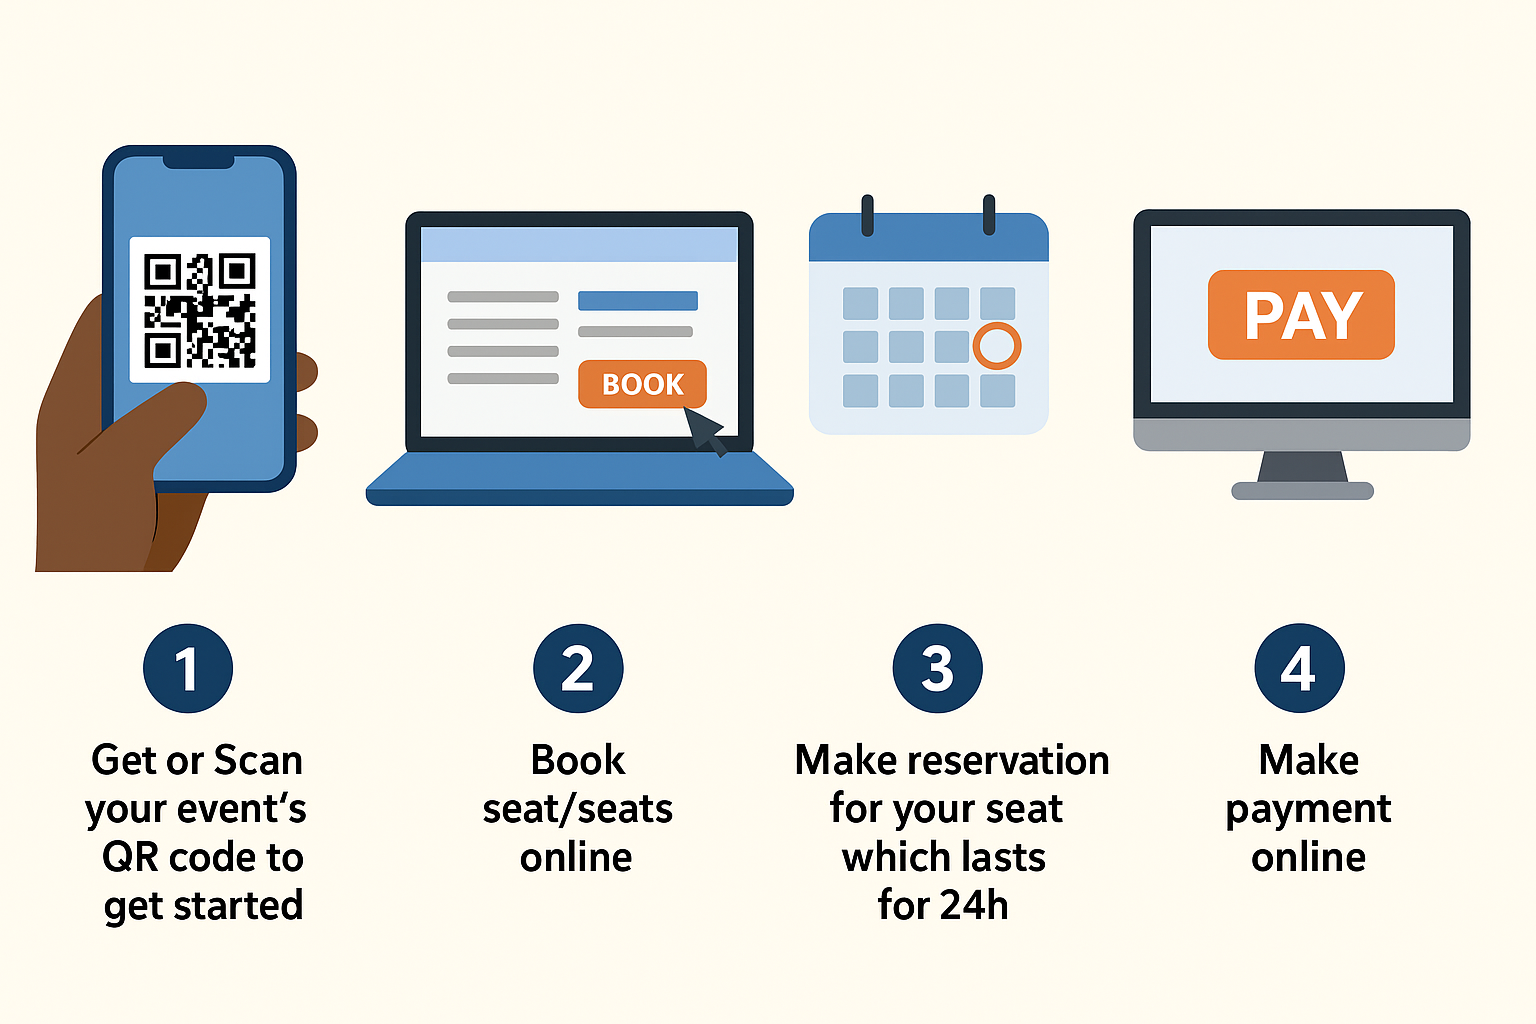 BOOK
PAY
1
Get or Scan
your event's
QR code to
get started
2
Book
seat/seats
online
3
Make reservation
for your seat
which lasts
for 24h
4
Make
payment
online